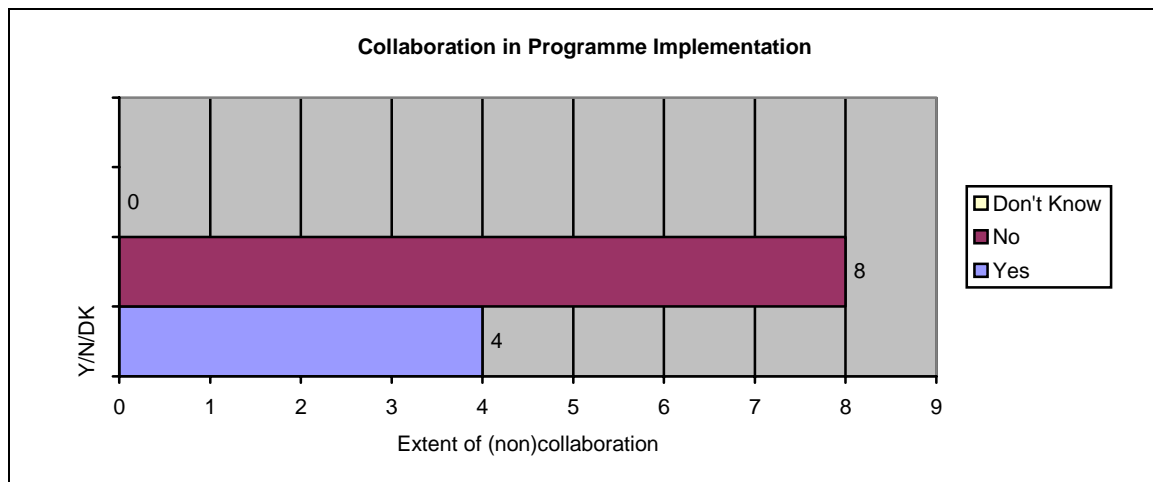 Collaboration in Programme Implementation
0
8
4
Y/N/DK
0 1 2 3 4 5 6 7 8 9
Extent of (non)collaboration
Don't Know
No
Yes